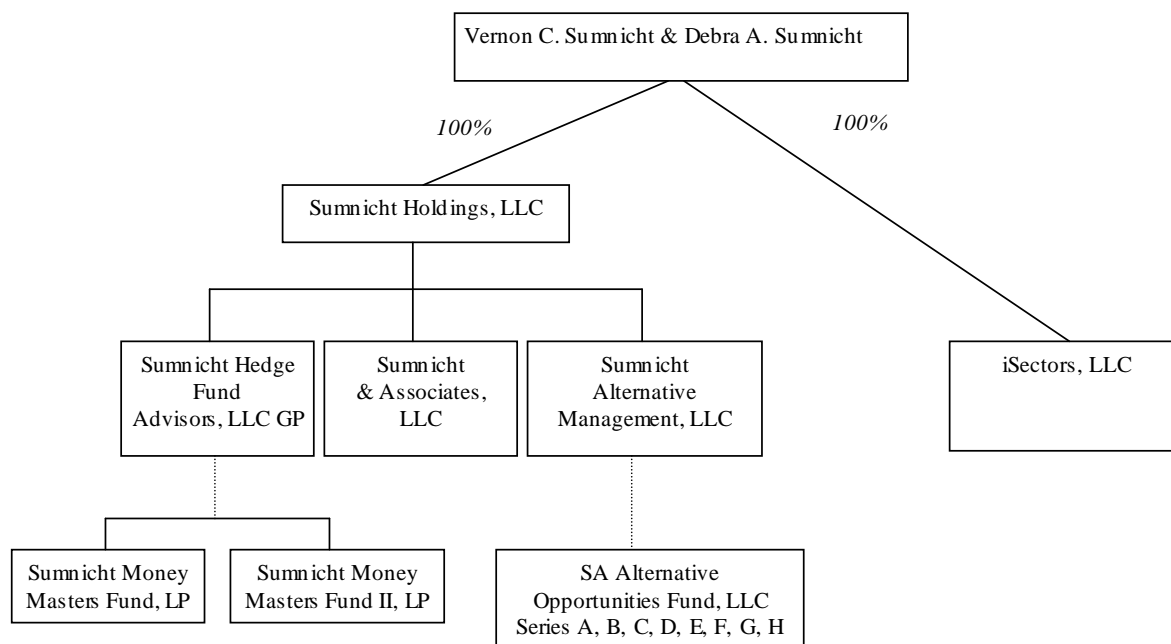 Vernon C. Sumnicht & Debra A. Sumnicht
100%
100%
Sumnicht Holdings, LLC
Sumnicht Hedge
Fund
Advisors, LLC GP
Sumnicht
& Associates,
LLC
Sumnicht
Alternative
Management, LLC
iSectors, LLC
Sumnicht Money
Masters Fund, LP
Sumnicht Money
Masters Fund II, LP
SA Alternative
Opportunities Fund, LLC
Series A, B, C, D, E, F, G, H